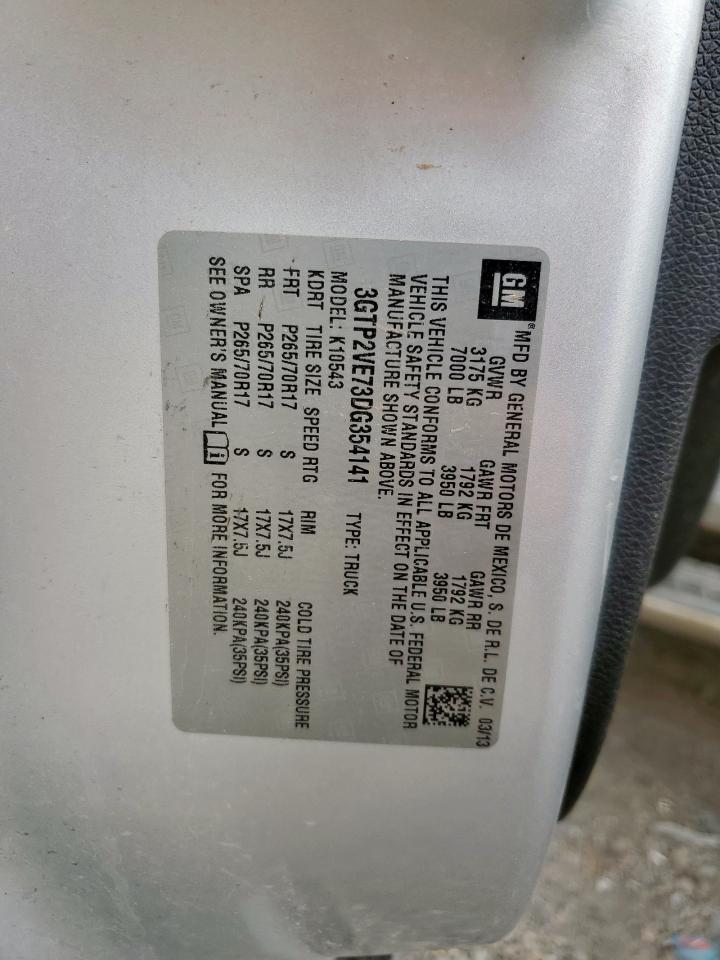 GM ® MFD BY GENERAL MOTORS DE MEXICO, S. DE R.L. DE C.V. 03/13
GVWR GAWR FRT GAWR RR
3175 KG 1792 KG 1792 KG
7000 LB 3950 LB 3950 LB
THIS VEHICLE CONFORMS TO ALL APPLICABLE U.S. FEDERAL MOTOR
VEHICLE SAFETY STANDARDS IN EFFECT ON THE DATE OF
MANUFACTURE SHOWN ABOVE.
3GTP2VE73DG354141 TYPE: TRUCK
MODEL: K10543
KDRT TIRE SIZE SPEED RTG RIM COLD TIRE PRESSURE
FRT P265/70R17 S 17X7.5J 240KPA(35PSI)
RR P265/70R17 S 17X7.5J 240KPA(35PSI)
SPA P265/70R17 S 17X7.5J 240KPA(35PSI)
SEE OWNER'S MANUAL i FOR MORE INFORMATION.